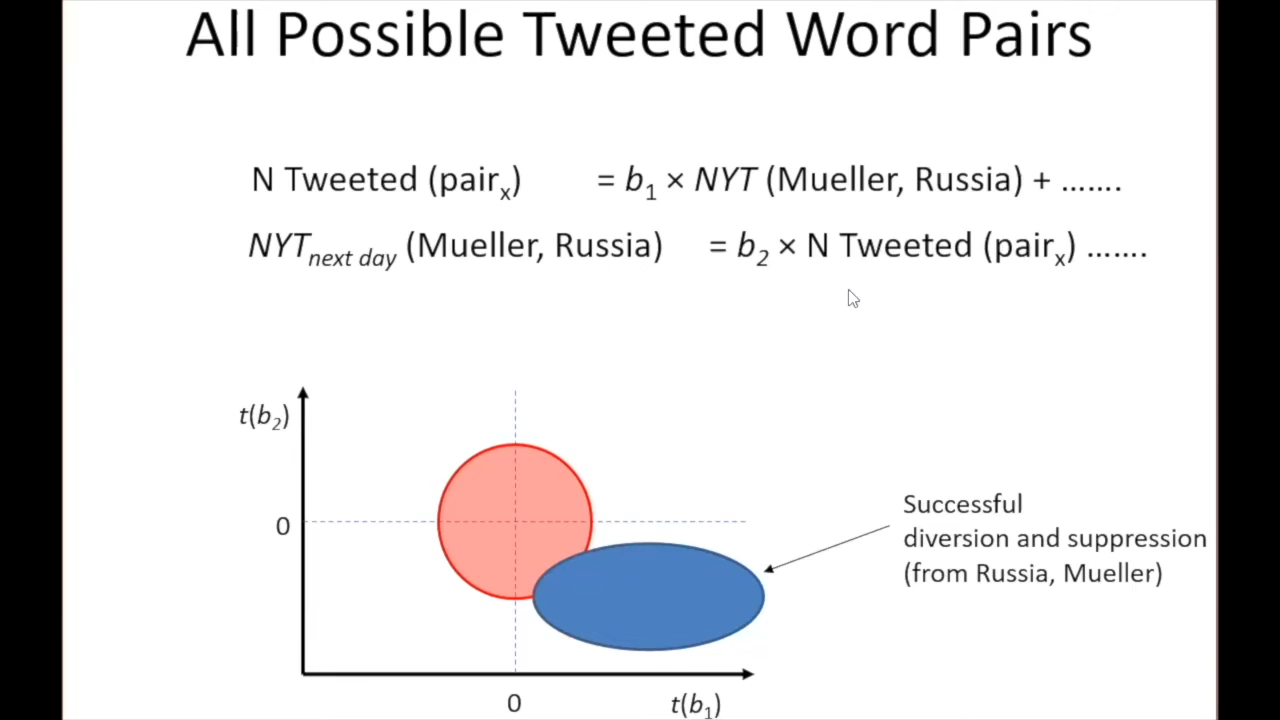 All Possible Tweeted Word Pairs
N Tweeted (pairₓ) = b₁ × NYT (Mueller, Russia) + .......
NYTnext day (Mueller, Russia) = b₂ × N Tweeted (pairₓ) .......
t(b₂)
0
Successful
diversion and suppression
(from Russia, Mueller)
0
t(b₁)